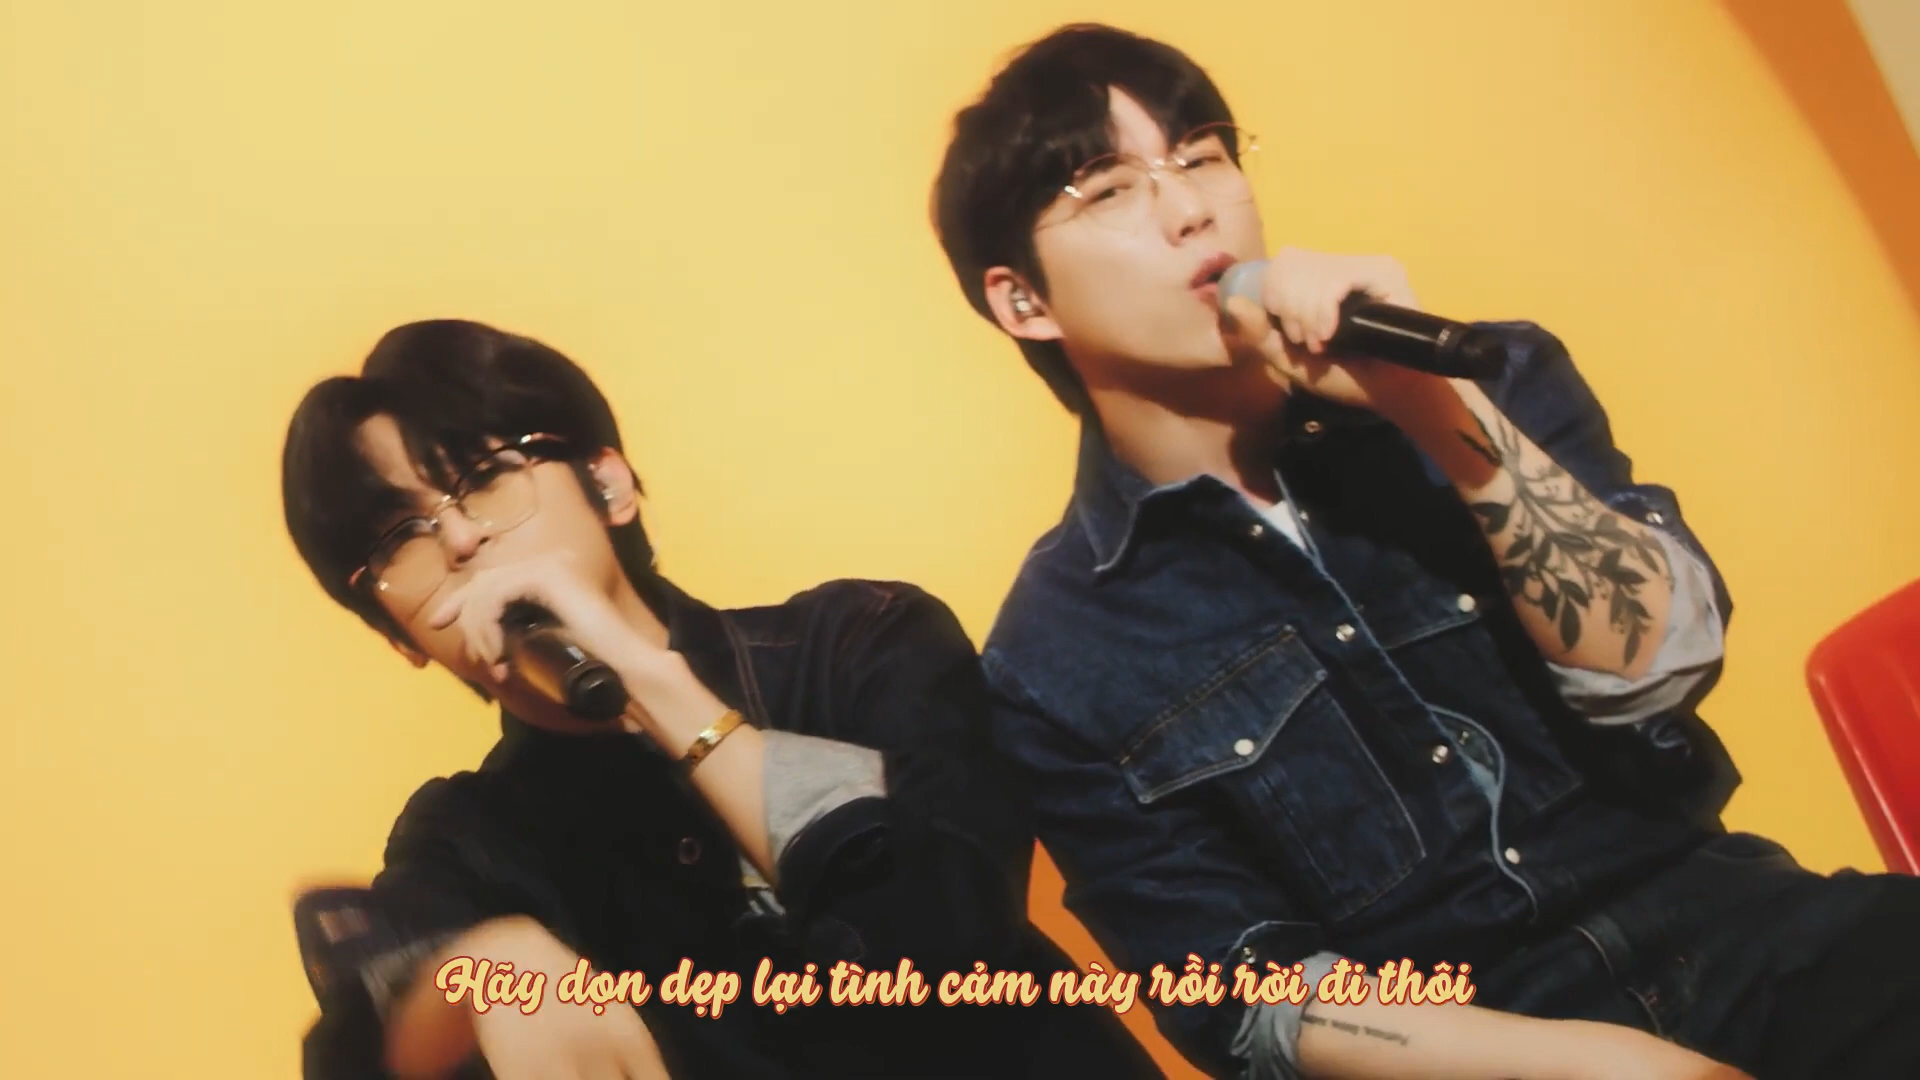 Hãy dọn dẹp lại tình cảm này rồi rời đi thôi